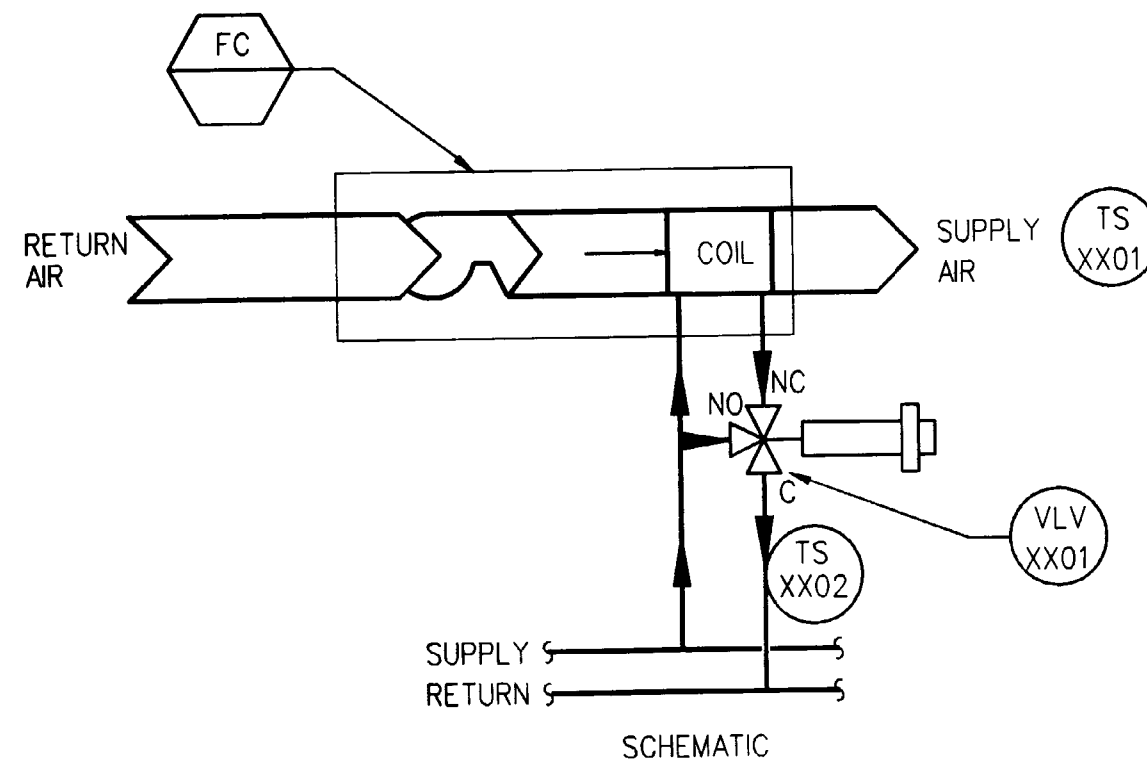 FC
RETURN
AIR
COIL
SUPPLY
AIR
TS
XX01
NO
NC
C
VLV
XX01
TS
XX02
SUPPLY
RETURN
SCHEMATIC